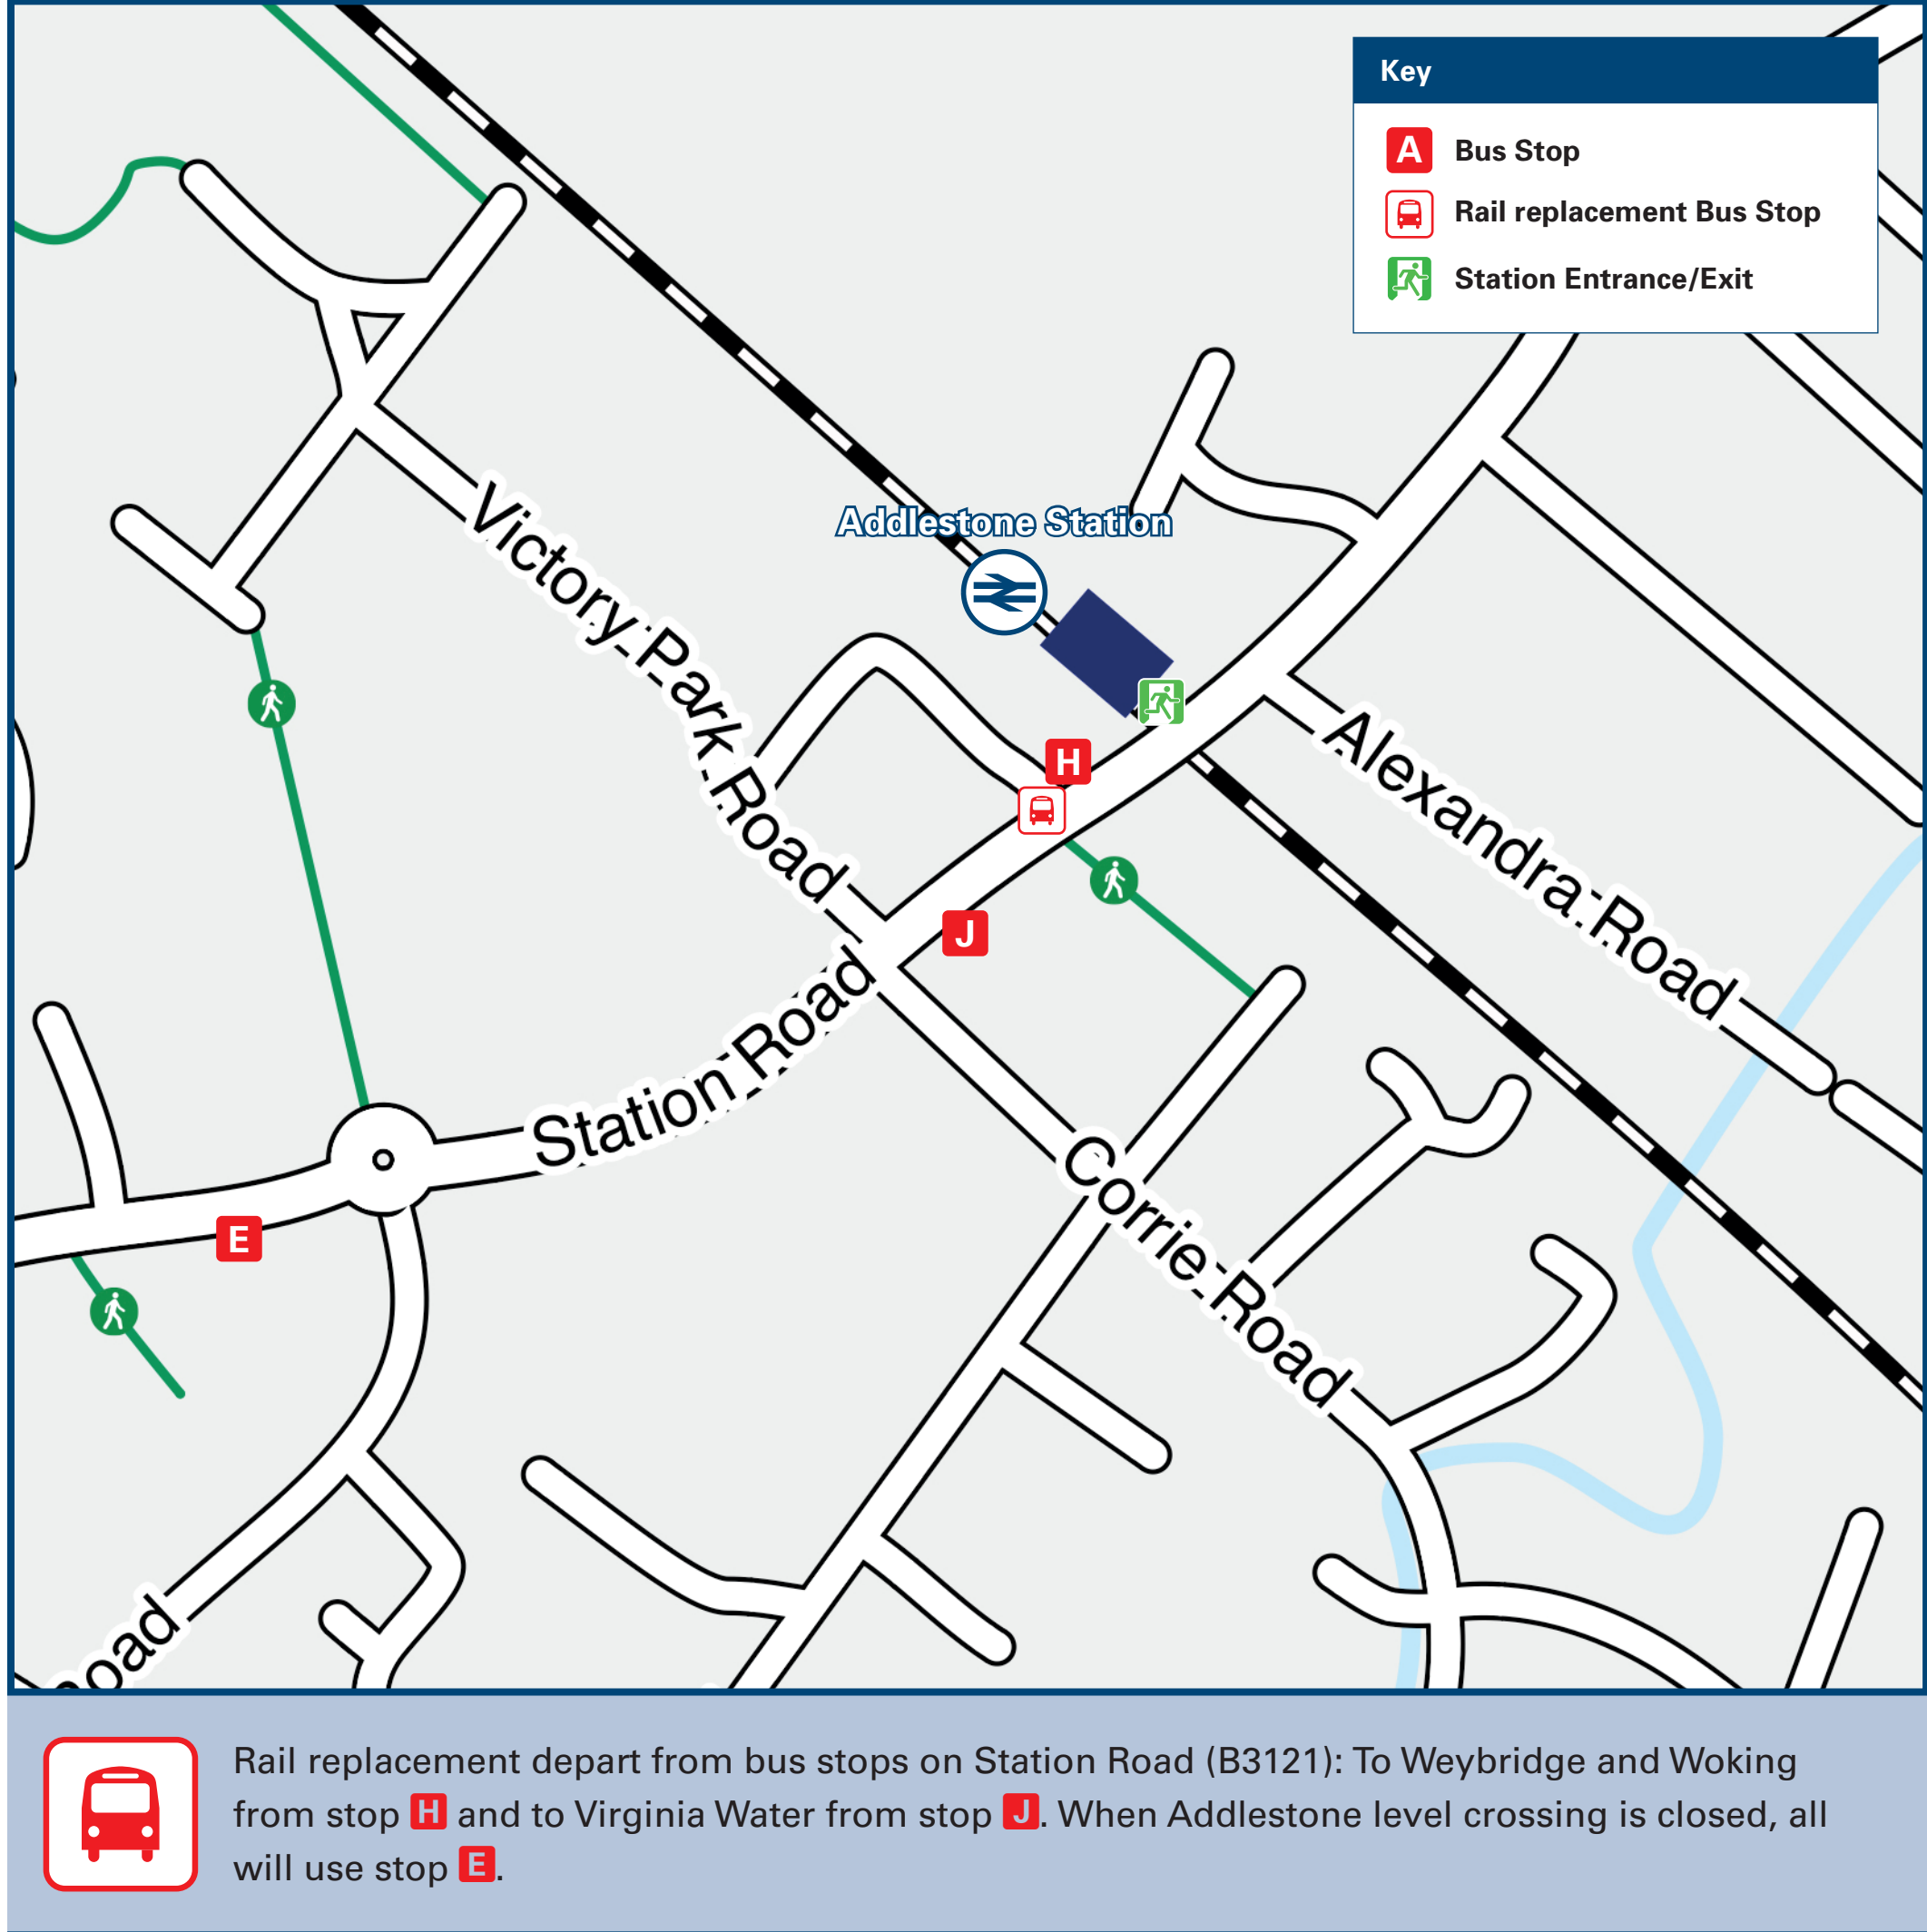 Key
A Bus Stop
Rail replacement Bus Stop
Station Entrance/Exit
Addlestone Station
Victory Park Road
H
Alexandra Road
J
Station Road
Corrie Road
E
Road
Rail replacement depart from bus stops on Station Road (B3121): To Weybridge and Woking
from stop H and to Virginia Water from stop J. When Addlestone level crossing is closed, all
will use stop E.